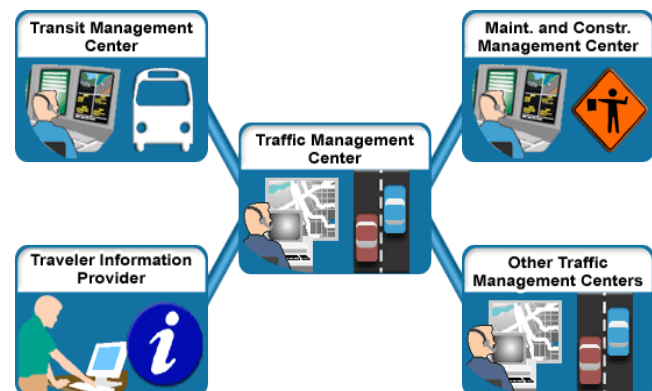 Transit Management
Center
Maint. and Constr.
Management Center
Traffic Management
Center
Traveler Information
Provider
i
Other Traffic
Management Centers